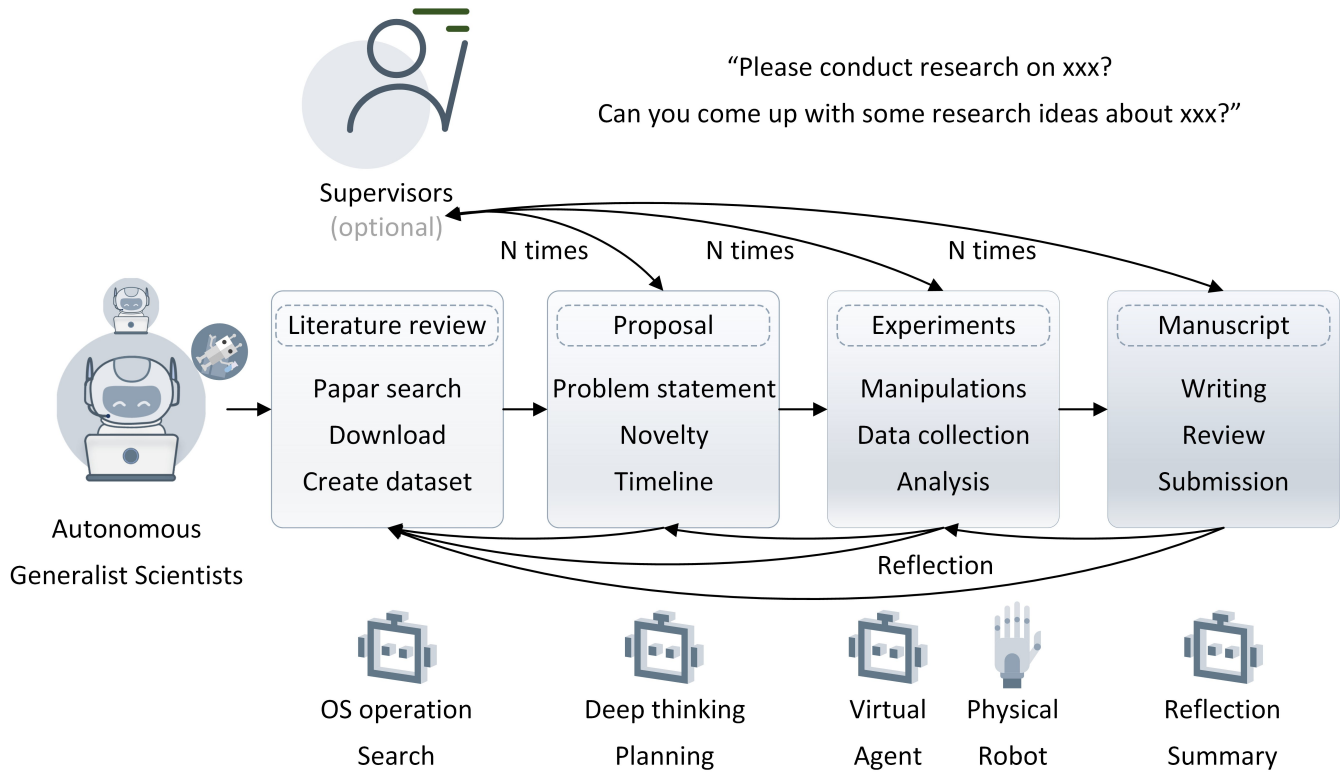 “Please conduct research on xxx?
Can you come up with some research ideas about xxx?”
Supervisors
(optional)
N times
N times
N times
Literature review
Papar search
Download
Create dataset
Proposal
Problem statement
Novelty
Timeline
Experiments
Manipulations
Data collection
Analysis
Manuscript
Writing
Review
Submission
Autonomous
Generalist Scientists
Reflection
OS operation
Search
Deep thinking
Planning
Virtual
Agent
Physical
Robot
Reflection
Summary